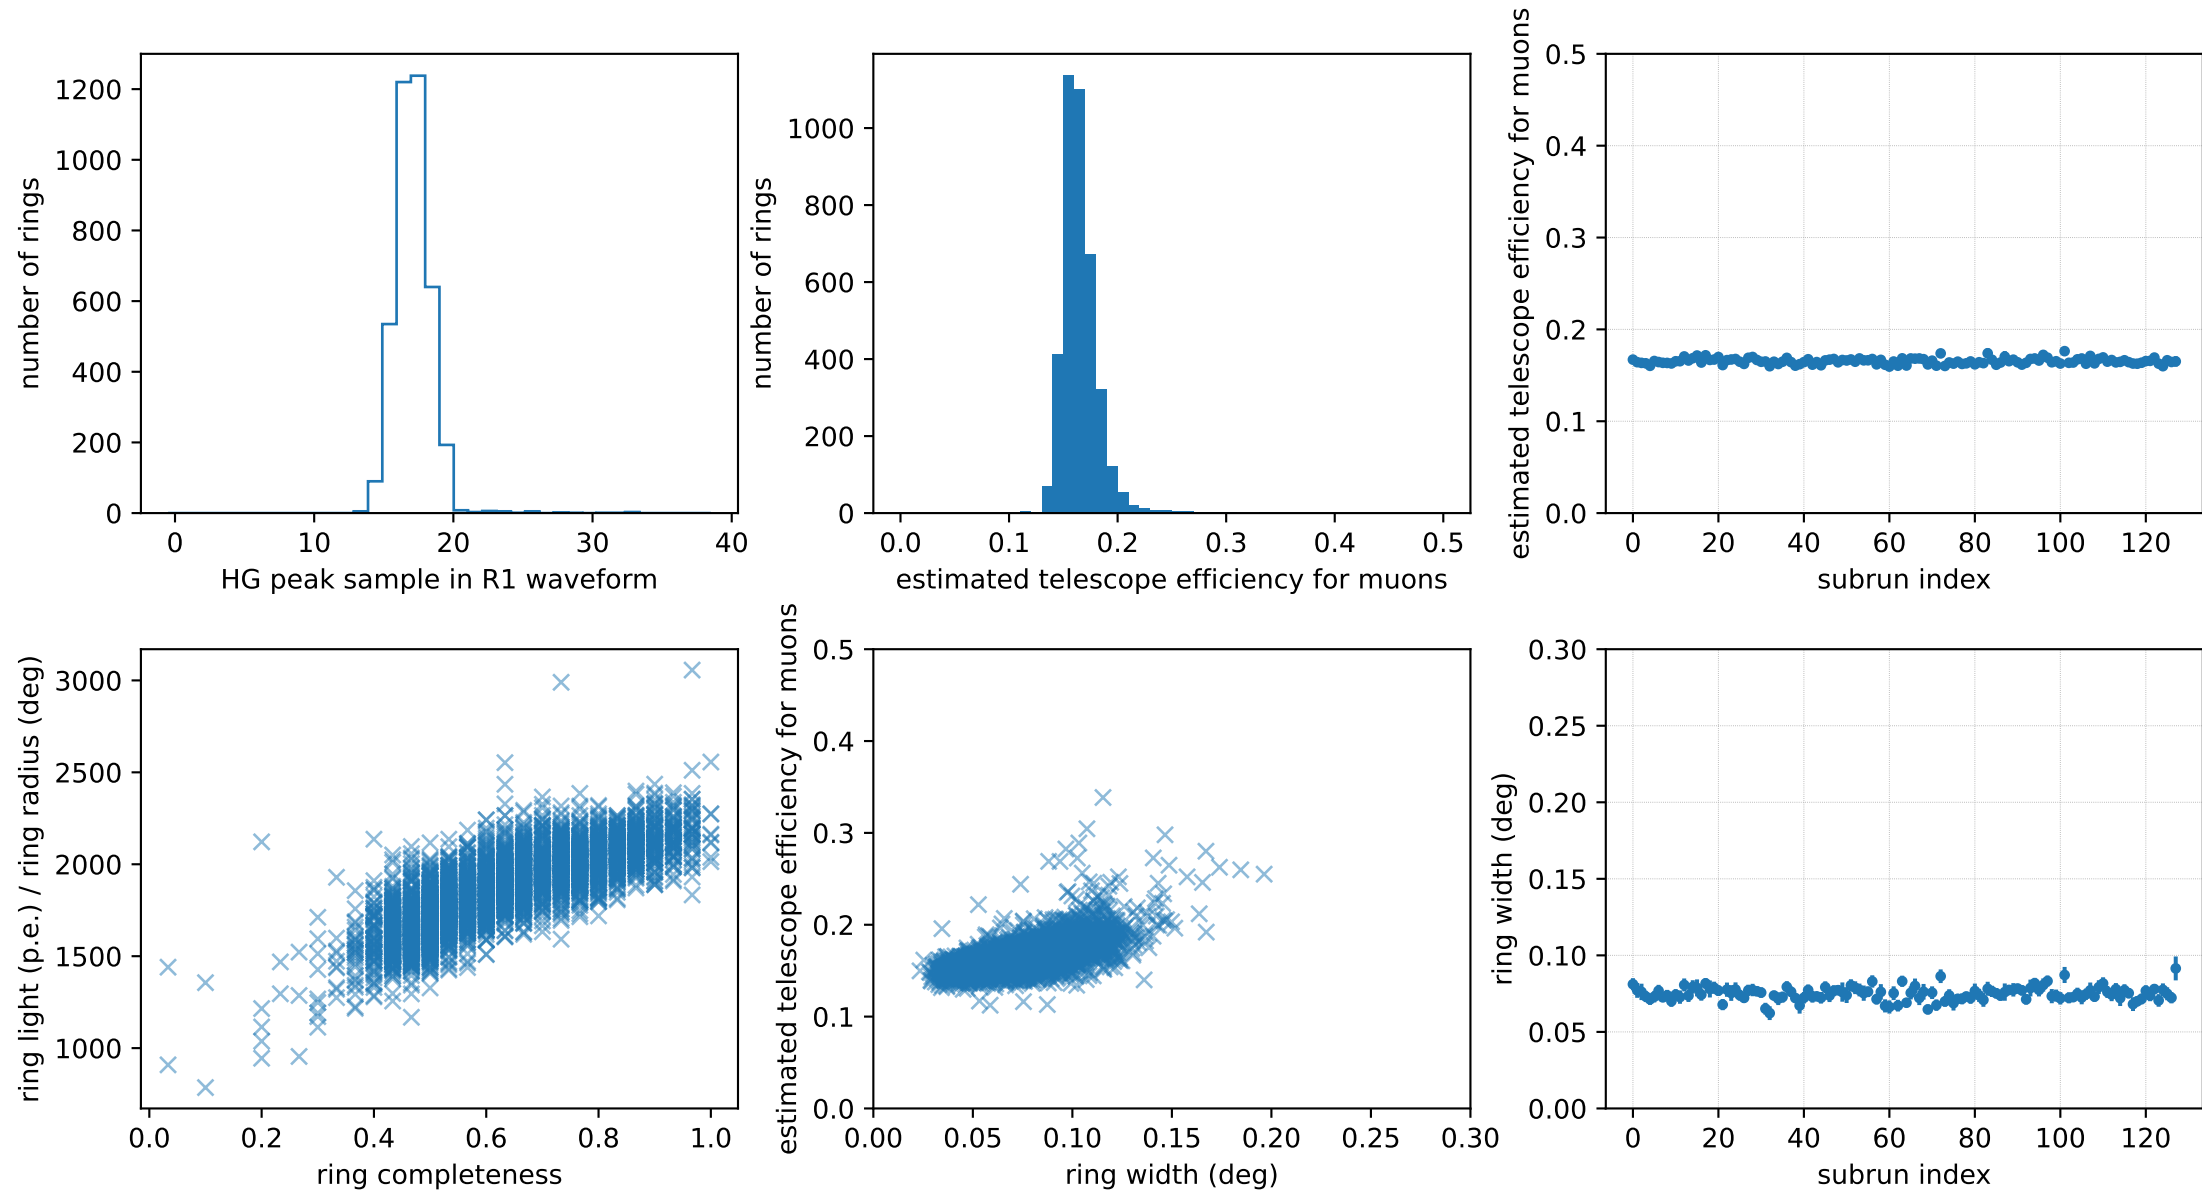 number of rings
1200
1000
800
600
400
200
0
0 10 20 30 40
HG peak sample in R1 waveform
number of rings
1000
800
600
400
200
0
0.0 0.1 0.2 0.3 0.4 0.5
estimated telescope efficiency for muons
estimated telescope efficiency for muons
0.5
0.4
0.3
0.2
0.1
0.0
0 20 40 60 80 100 120
subrun index
ring light (p.e.) / ring radius (deg)
3000
2500
2000
1500
1000
0.0 0.2 0.4 0.6 0.8 1.0
ring completeness
estimated telescope efficiency for muons
0.5
0.4
0.3
0.2
0.1
0.0
0.00 0.05 0.10 0.15 0.20 0.25 0.30
ring width (deg)
ring width (deg)
0.30
0.25
0.20
0.15
0.10
0.05
0.00
0 20 40 60 80 100 120
subrun index